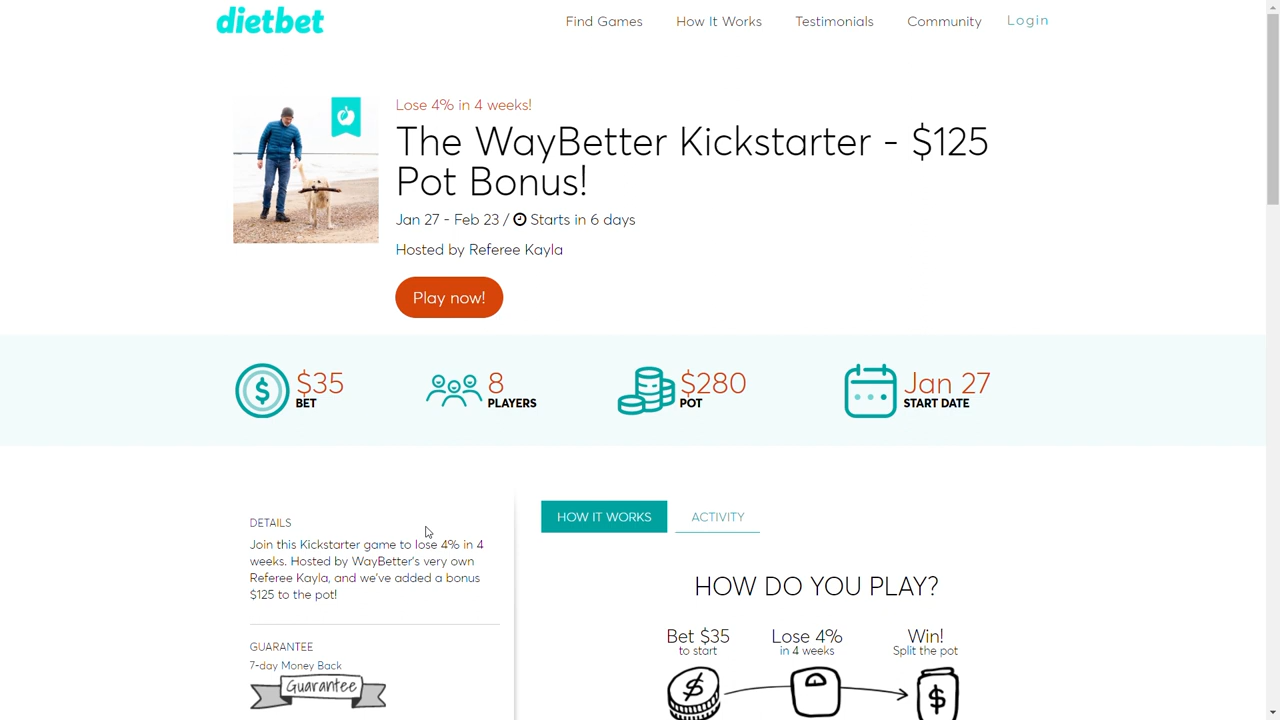 dietbet
Find Games
How It Works
Testimonials
Community
Login
Lose 4% in 4 weeks!
The WayBetter Kickstarter - $125
Pot Bonus!
Jan 27 - Feb 23 / Starts in 6 days
Hosted by Referee Kayla
Play now!
$35
BET
8
PLAYERS
$280
POT
Jan 27
START DATE
DETAILS
Join this Kickstarter game to lose 4% in 4
weeks. Hosted by WayBetter's very own
Referee Kayla, and we've added a bonus
$125 to the pot!
GUARANTEE
7-day Money Back
Guarantee
HOW IT WORKS
ACTIVITY
HOW DO YOU PLAY?
Bet $35
to start
Lose 4%
in 4 weeks
Win!
Split the pot